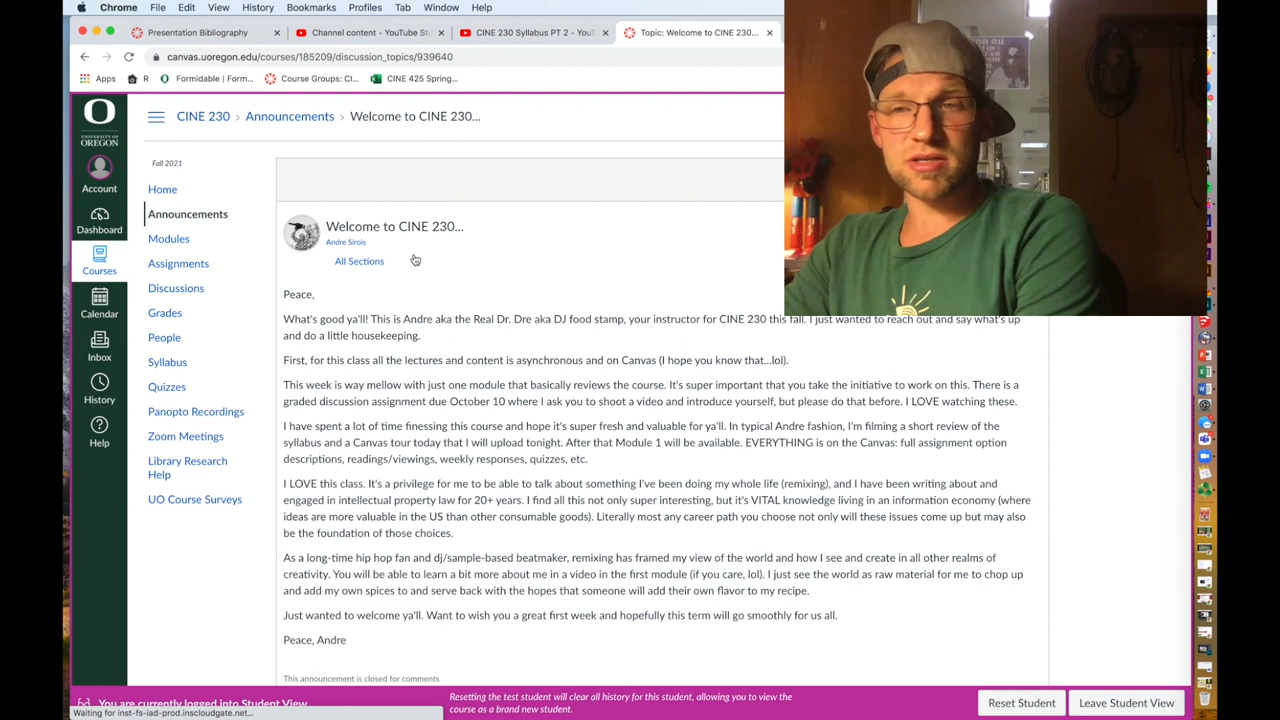 Chrome File Edit View History Bookmarks Profiles Tab Window Help
Presentation Bibliography
Channel content - YouTube St
CINE 230 Syllabus PT 2 - YouT
Topic: Welcome to CINE 230...
canvas.uoregon.edu/courses/185209/discussion_topics/939640
Apps
R
Formidable | Form...
Course Groups: CI...
CINE 425 Spring...
O
UNIVERSITY OF
OREGON
Account
Dashboard
Courses
Calendar
Inbox
History
Help
CINE 230 › Announcements › Welcome to CINE 230...
Fall 2021
Home
Announcements
Modules
Assignments
Discussions
Grades
People
Syllabus
Quizzes
Panopto Recordings
Zoom Meetings
Library Research
Help
UO Course Surveys
Welcome to CINE 230...
Andre Sirois
All Sections
Peace,
What's good ya'll! This is Andre aka the Real Dr. Dre aka DJ food stamp, your instructor for CINE 230 this fall. I just wanted to reach out and say what's up
and do a little housekeeping.
First, for this class all the lectures and content is asynchronous and on Canvas (I hope you know that...lol).
This week is way mellow with just one module that basically reviews the course. It's super important that you take the initiative to work on this. There is a
graded discussion assignment due October 10 where I ask you to shoot a video and introduce yourself, but please do that before. I LOVE watching these.
I have spent a lot of time finessing this course and hope it's super fresh and valuable for ya'll. In typical Andre fashion, I'm filming a short review of the
syllabus and a Canvas tour today that I will upload tonight. After that Module 1 will be available. EVERYTHING is on the Canvas: full assignment option
descriptions, readings/viewings, weekly responses, quizzes, etc.
I LOVE this class. It's a privilege for me to be able to talk about something I've been doing my whole life (remixing), and I have been writing about and
engaged in intellectual property law for 20+ years. I find all this not only super interesting, but it's VITAL knowledge living in an information economy (where
ideas are more valuable in the US than other consumable goods). Literally most any career path you choose not only will these issues come up but may also
be the foundation of those choices.
As a long-time hip hop fan and dj/sample-based beatmaker, remixing has framed my view of the world and how I see and create in all other realms of
creativity. You will be able to learn a bit more about me in a video in the first module (if you care, lol). I just see the world as raw material for me to chop up
and add my own spices to and serve back with the hopes that someone will add their own flavor to my recipe.
Just wanted to welcome ya'll. Want to wish you a great first week and hopefully this term will go smoothly for us all.
Peace, Andre
This announcement is closed for comments
You are currently logged into Student View
Resetting the test student will clear all history for this student, allowing you to view the
course as a brand new student.
Reset Student
Leave Student View
Waiting for inst-fs-iad-prod.inscloudgate.net...